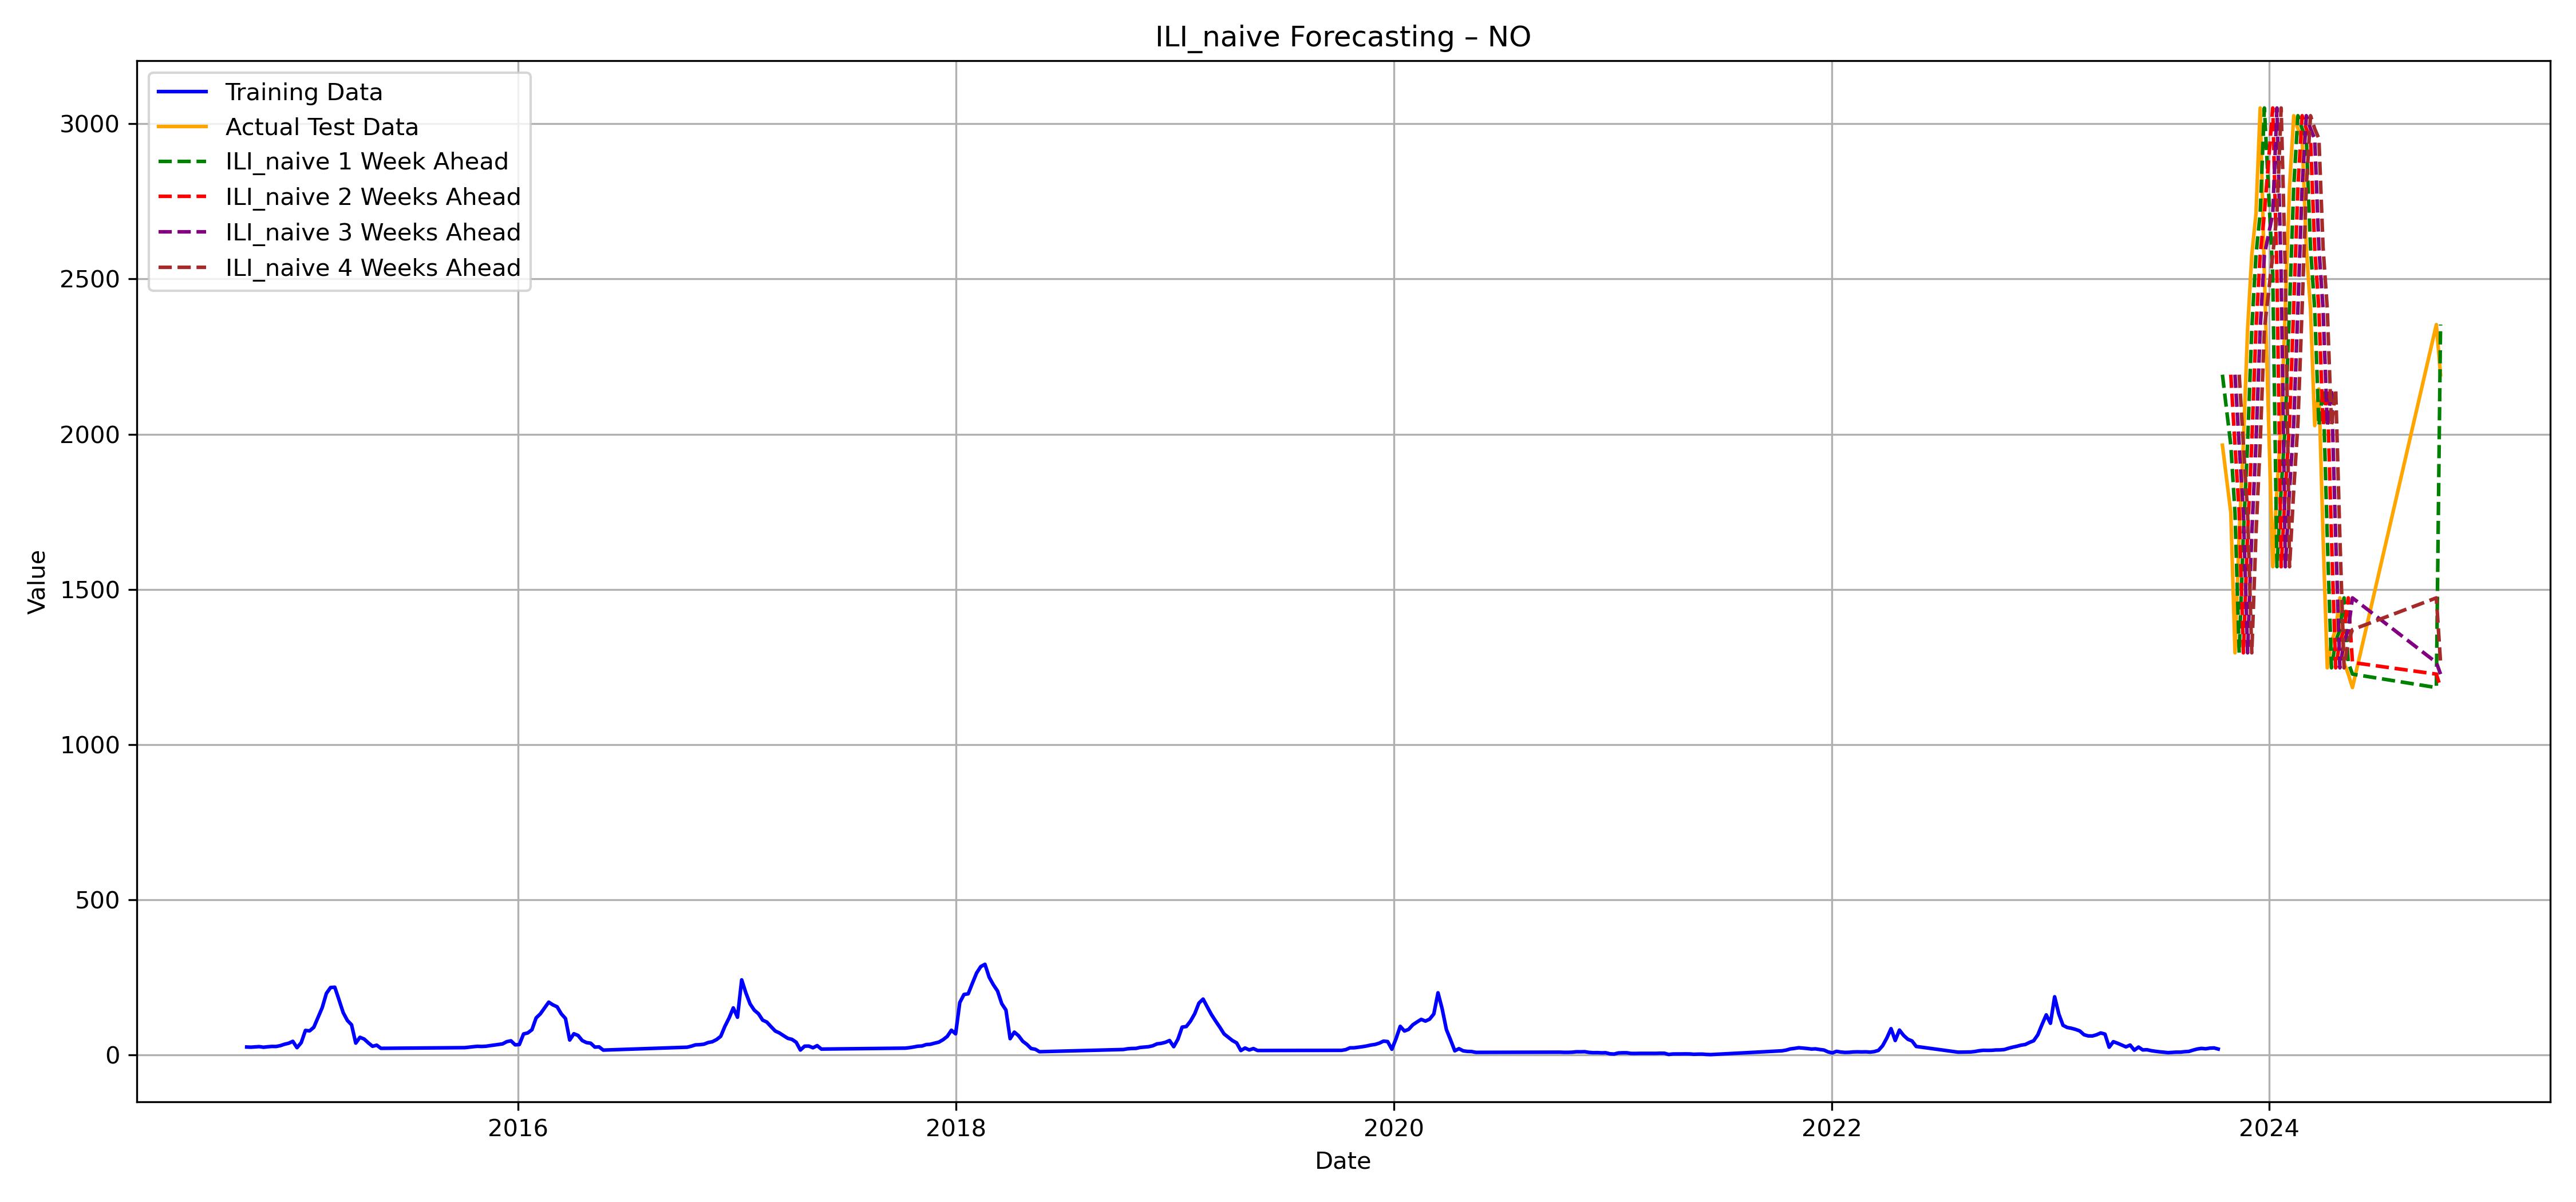 ILI_naive Forecasting – NO
Training Data
Actual Test Data
ILI_naive 1 Week Ahead
ILI_naive 2 Weeks Ahead
ILI_naive 3 Weeks Ahead
ILI_naive 4 Weeks Ahead
3000
2500
2000
1500
1000
500
0
Value
2016
2018
2020
2022
2024
Date